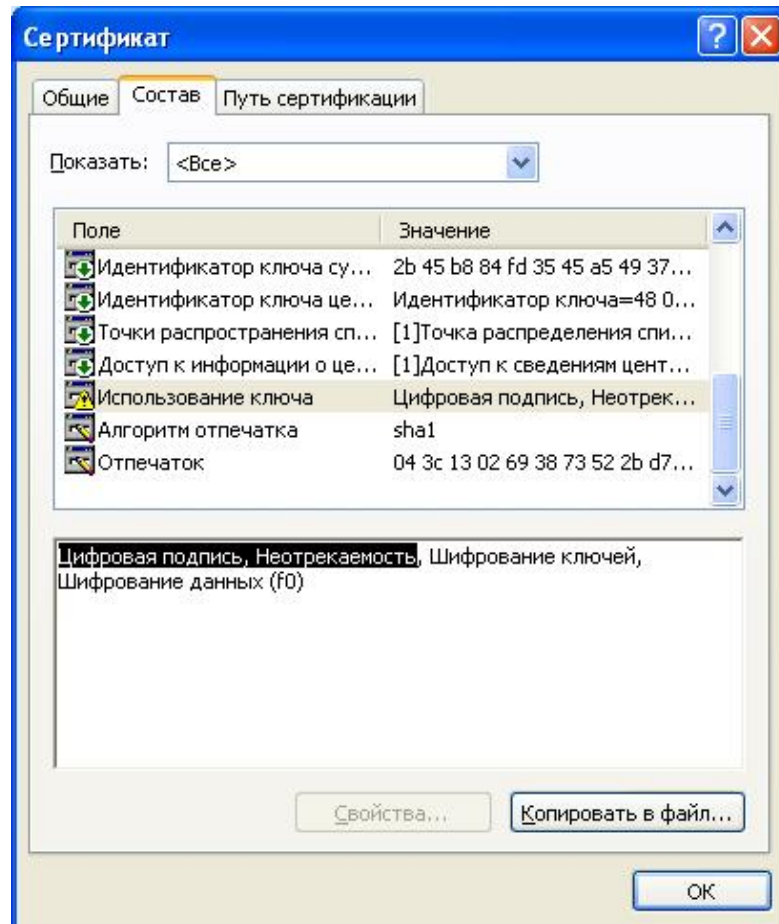 Сертификат
Общие Состав Путь сертификации
Показать: <Все>
Поле Значение
Идентификатор ключа су... 2b 45 b8 84 fd 35 45 a5 49 37...
Идентификатор ключа це... Идентификатор ключа=48 0...
Точки распространения сп... [1]Точка распределения спи...
Доступ к информации о це... [1]Доступ к сведениям цент...
Использование ключа Цифровая подпись, Неотрек...
Алгоритм отпечатка sha1
Отпечаток 04 3c 13 02 69 38 73 52 2b d7...
Цифровая подпись, Неотрекаемость, Шифрование ключей,
Шифрование данных (f0)
Свойства... Копировать в файл...
ОК